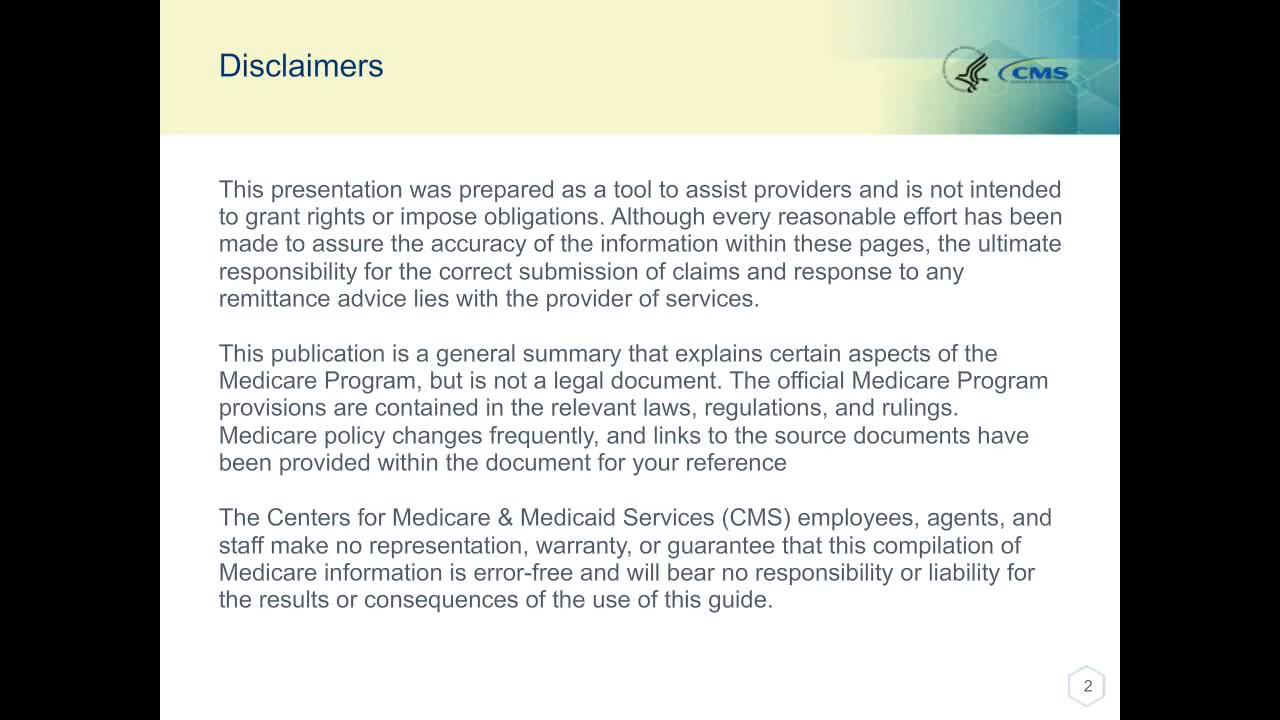 Disclaimers
CMS
This presentation was prepared as a tool to assist providers and is not intended
to grant rights or impose obligations. Although every reasonable effort has been
made to assure the accuracy of the information within these pages, the ultimate
responsibility for the correct submission of claims and response to any
remittance advice lies with the provider of services.
This publication is a general summary that explains certain aspects of the
Medicare Program, but is not a legal document. The official Medicare Program
provisions are contained in the relevant laws, regulations, and rulings.
Medicare policy changes frequently, and links to the source documents have
been provided within the document for your reference
The Centers for Medicare & Medicaid Services (CMS) employees, agents, and
staff make no representation, warranty, or guarantee that this compilation of
Medicare information is error-free and will bear no responsibility or liability for
the results or consequences of the use of this guide.
2